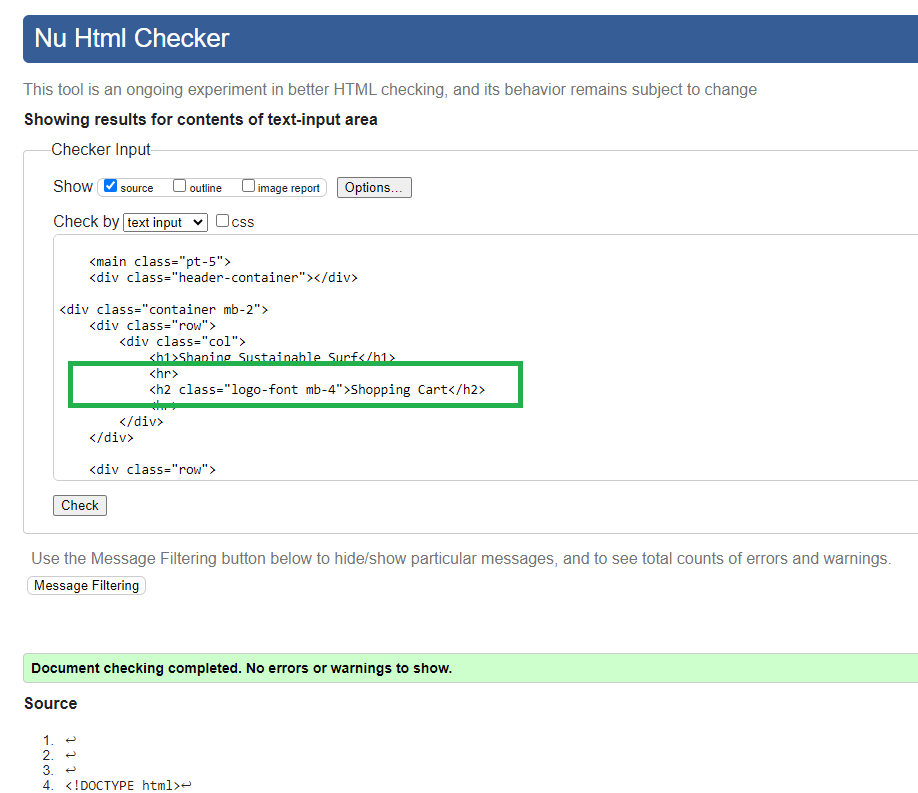 Nu Html Checker
This tool is an ongoing experiment in better HTML checking, and its behavior remains subject to change
Showing results for contents of text-input area
Checker Input
Show source outline image report Options...
Check by text input css
<main class="pt-5">
<div class="header-container"></div>
<div class="container mb-2">
<div class="row">
<div class="col">
<h1>Shaping Sustainable Surf</h1>
<hr>
<h2 class="logo-font mb-4">Shopping Cart</h2>
<hr>
</div>
</div>
<div class="row">
Check
Use the Message Filtering button below to hide/show particular messages, and to see total counts of errors and warnings.
Message Filtering
Document checking completed. No errors or warnings to show.
Source
1. ↩
2. ↩
3. ↩
4. <!DOCTYPE html>↩